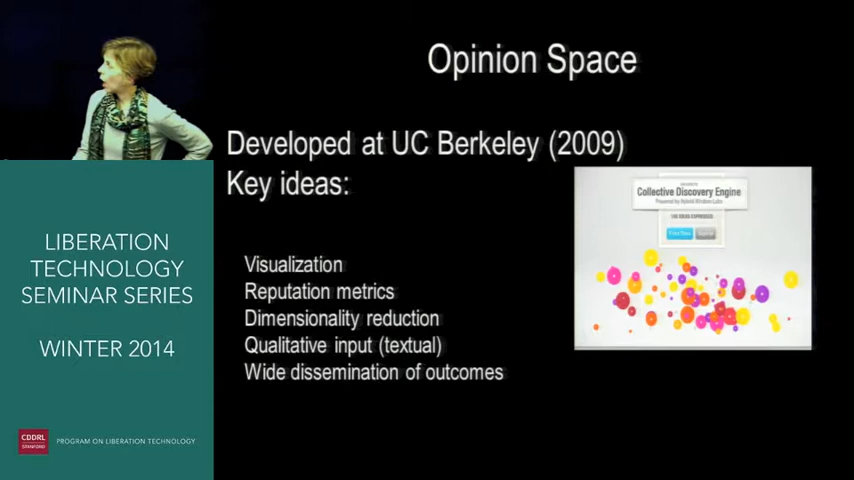 Opinion Space
Developed at UC Berkeley (2009)
Key ideas:
Visualization
Reputation metrics
Dimensionality reduction
Qualitative input (textual)
Wide dissemination of outcomes
Collective Discovery Engine
LIBERATION
TECHNOLOGY
SEMINAR SERIES
WINTER 2014
CDDRL
STANFORD
PROGRAM ON LIBERATION TECHNOLOGY